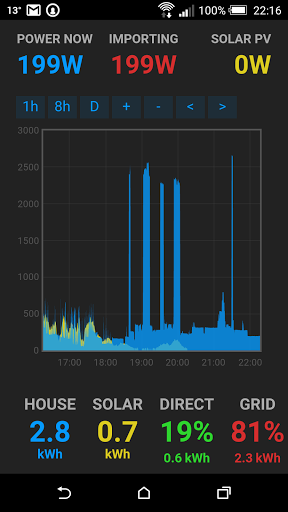 13° 100% 22:16
POWER NOW IMPORTING SOLAR PV
199W 199W 0W
1h 8h D + - < >
3000
2500
2000
1500
1000
500
0
17:00 18:00 19:00 20:00 21:00 22:00
HOUSE SOLAR DIRECT GRID
2.8 0.7 19% 81%
kWh kWh 0.6 kWh 2.3 kWh